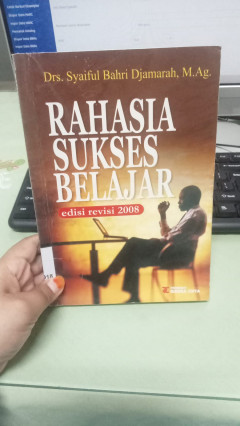 Drs. Syaiful Bahri Djamarah, M.Ag.
RAHASIA
SUKSES
BELAJAR
edisi revisi 2008